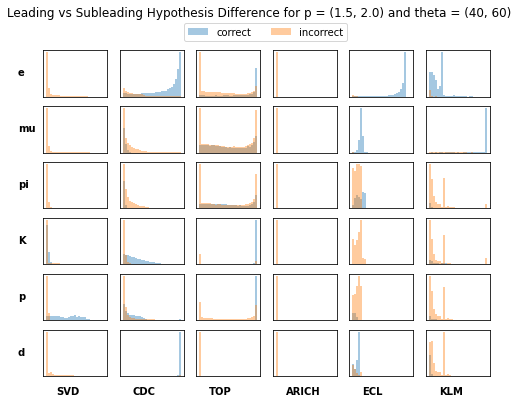 Leading vs Subleading Hypothesis Difference for p = (1.5, 2.0) and theta = (40, 60)
correct incorrect
e
mu
pi
K
p
d
SVD CDC TOP ARICH ECL KLM